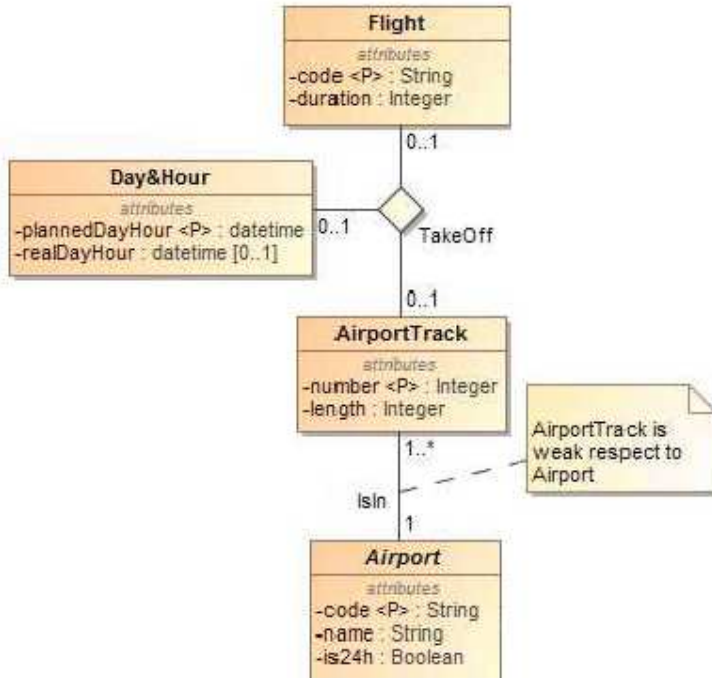 Flight
attributes
-code <P> : String
-duration : Integer
0..1
Day&Hour
attributes
-plannedDayHour <P> : datetime
-realDayHour : datetime [0..1]
0..1
TakeOff
0..1
AirportTrack
attributes
-number <P> : Integer
-length : Integer
1..*
AirportTrack is
weak respect to
Airport
IsIn
1
Airport
attributes
-code <P> : String
-name : String
-is24h : Boolean